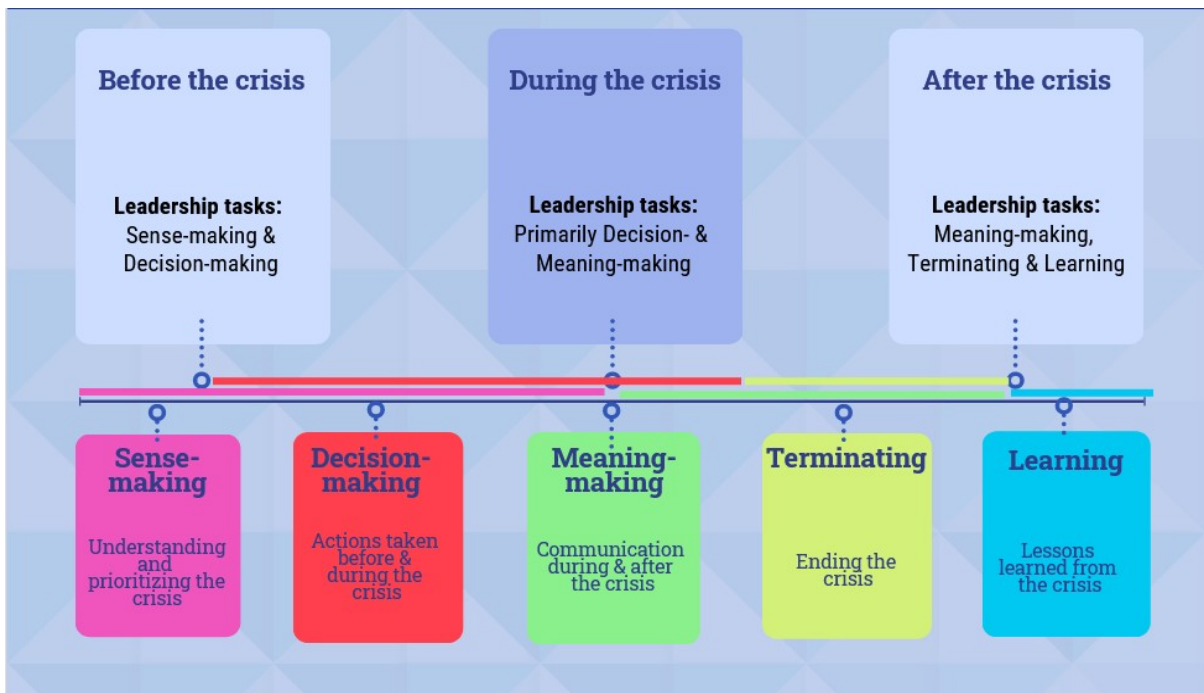 Before the crisis
Leadership tasks:
Sense-making &
Decision-making
During the crisis
Leadership tasks:
Primarily Decision- &
Meaning-making
After the crisis
Leadership tasks:
Meaning-making,
Terminating & Learning
Sense-
making
Understanding
and
prioritizing the
crisis
Decision-
making
Actions taken
before &
during the
crisis
Meaning-
making
Communication
during & after
the crisis
Terminating
Ending the
crisis
Learning
Lessons
learned from
the crisis